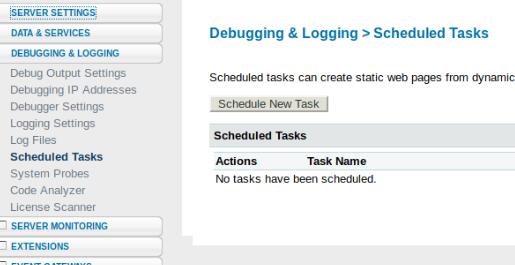 SERVER SETTINGS
DATA & SERVICES
DEBUGGING & LOGGING
Debug Output Settings
Debugging IP Addresses
Debugger Settings
Logging Settings
Log Files
Scheduled Tasks
System Probes
Code Analyzer
License Scanner
SERVER MONITORING
EXTENSIONS
EVENT GATEWAYS
Debugging & Logging > Scheduled Tasks
Scheduled tasks can create static web pages from dynamic
Schedule New Task
Scheduled Tasks
Actions Task Name
No tasks have been scheduled.